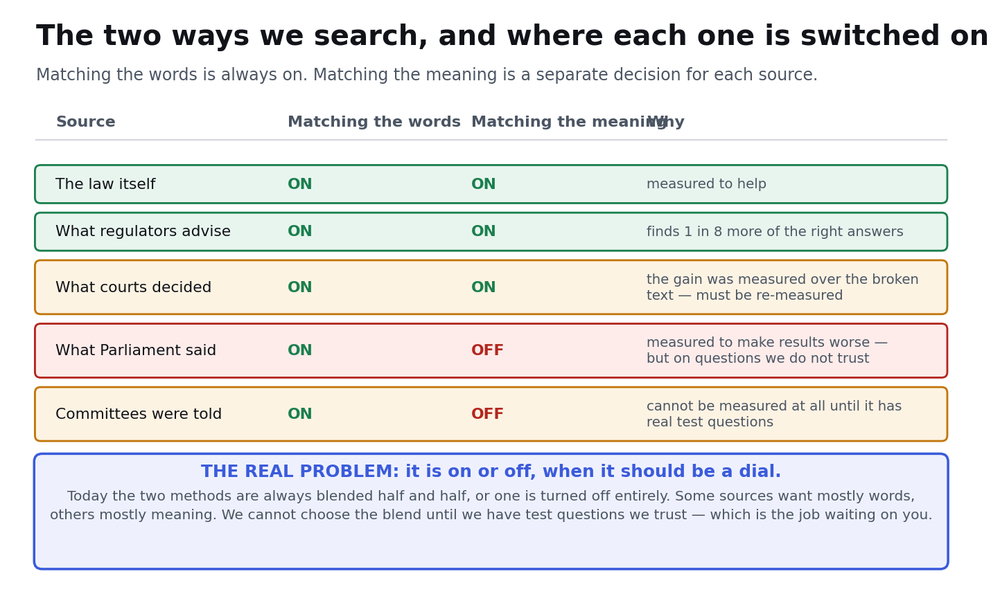 The two ways we search, and where each one is switched on
Matching the words is always on. Matching the meaning is a separate decision for each source.
Source Matching the words Matching the meaning Why
The law itself ON ON measured to help
What regulators advise ON ON finds 1 in 8 more of the right answers
What courts decided ON ON the gain was measured over the broken
text — must be re-measured
What Parliament said ON OFF measured to make results worse —
but on questions we do not trust
Committees were told ON OFF cannot be measured at all until it has
real test questions
THE REAL PROBLEM: it is on or off, when it should be a dial.
Today the two methods are always blended half and half, or one is turned off entirely. Some sources want mostly words,
others mostly meaning. We cannot choose the blend until we have test questions we trust — which is the job waiting on you.